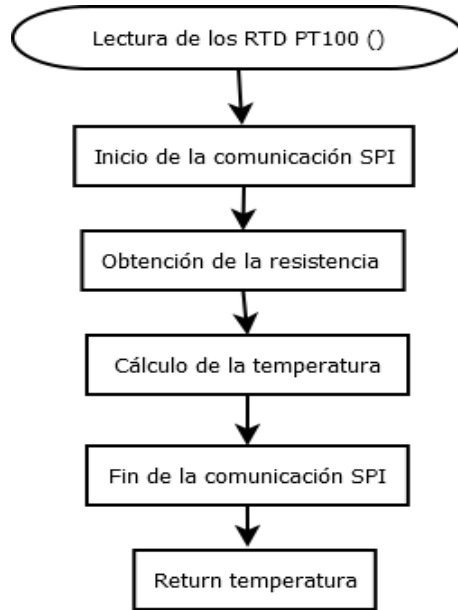 Lectura de los RTD PT100 ()
Inicio de la comunicación SPI
Obtención de la resistencia
Cálculo de la temperatura
Fin de la comunicación SPI
Return temperatura